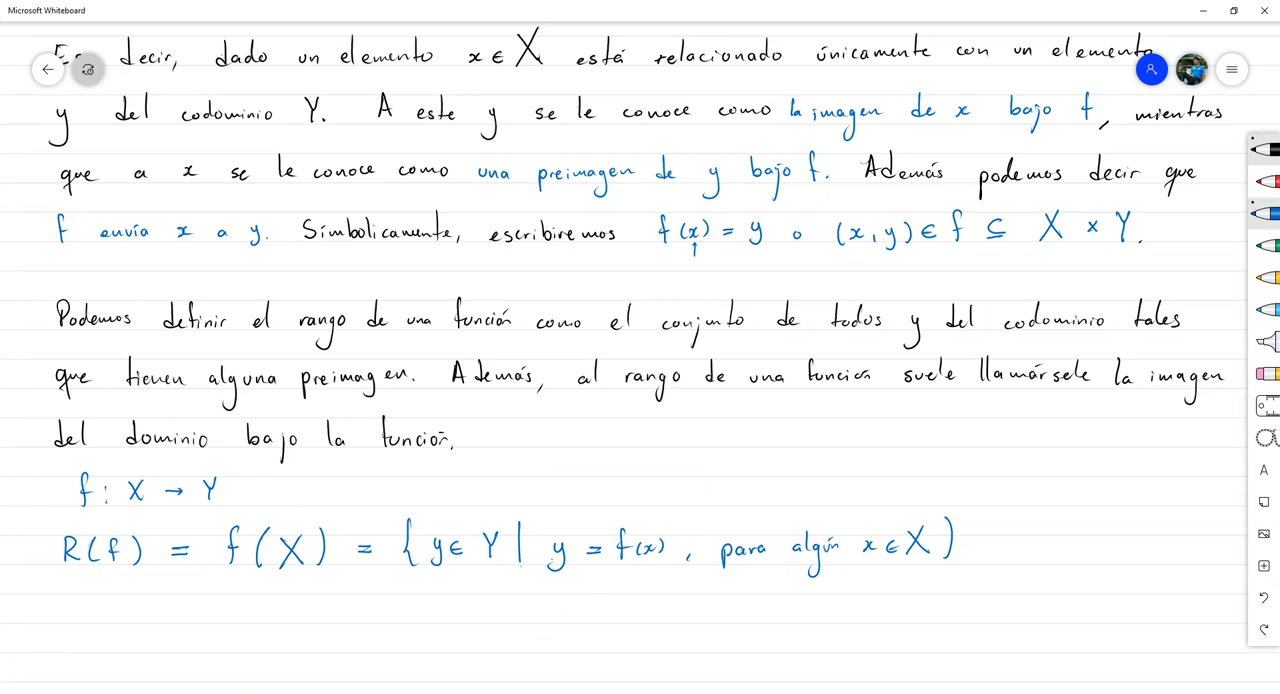 Microsoft Whiteboard
Es decir, dado un elemento x ∈ X está relacionado únicamente con un elemento
y del codominio Y. A este y se le conoce como la imagen de x bajo f, mientras
que a x se le conoce como una preimagen de y bajo f. Además podemos decir que
f envía x a y. Simbólicamente, escribiremos f(x) = y o (x, y) ∈ f ⊆ X × Y.
Podemos definir el rango de una función como el conjunto de todos y del codominio tales
que tienen alguna preimagen. Además, al rango de una función suele llamársele la imagen
del dominio bajo la función.
f: X → Y
R(f) = f(X) = { y ∈ Y | y = f(x), para algún x ∈ X )
A